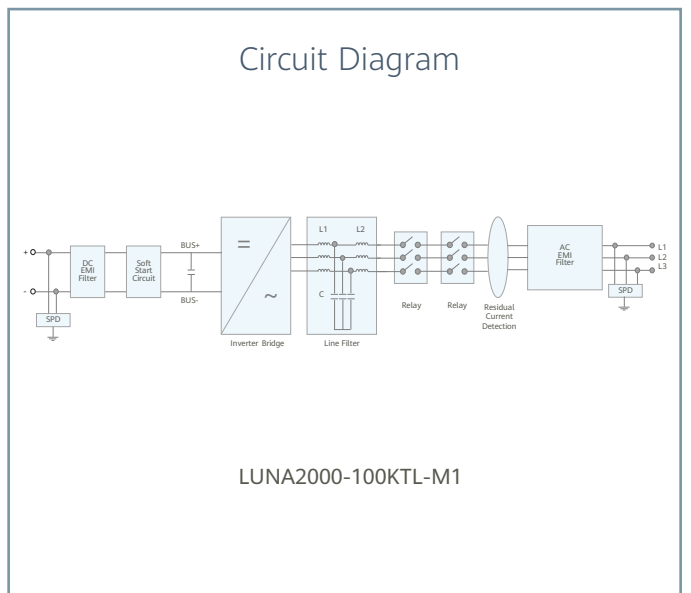 Circuit Diagram
+
-
SPD
DC
EMI
Filter
Soft
Start
Circuit
BUS+
BUS-
=
~
Inverter Bridge
L1 L2
C
Line Filter
Relay
Relay
Residual
Current
Detection
AC
EMI
Filter
L1
L2
L3
SPD
LUNA2000-100KTL-M1